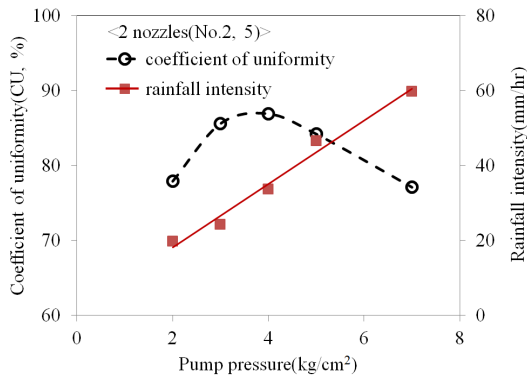 <2 nozzles(No.2, 5)>
coefficient of uniformity
rainfall intensity
Coefficient of uniformity(CU, %)
100
90
80
70
60
Rainfall intensity(mm/hr)
80
60
40
20
0
0
2
4
6
8
Pump pressure(kg/cm²)